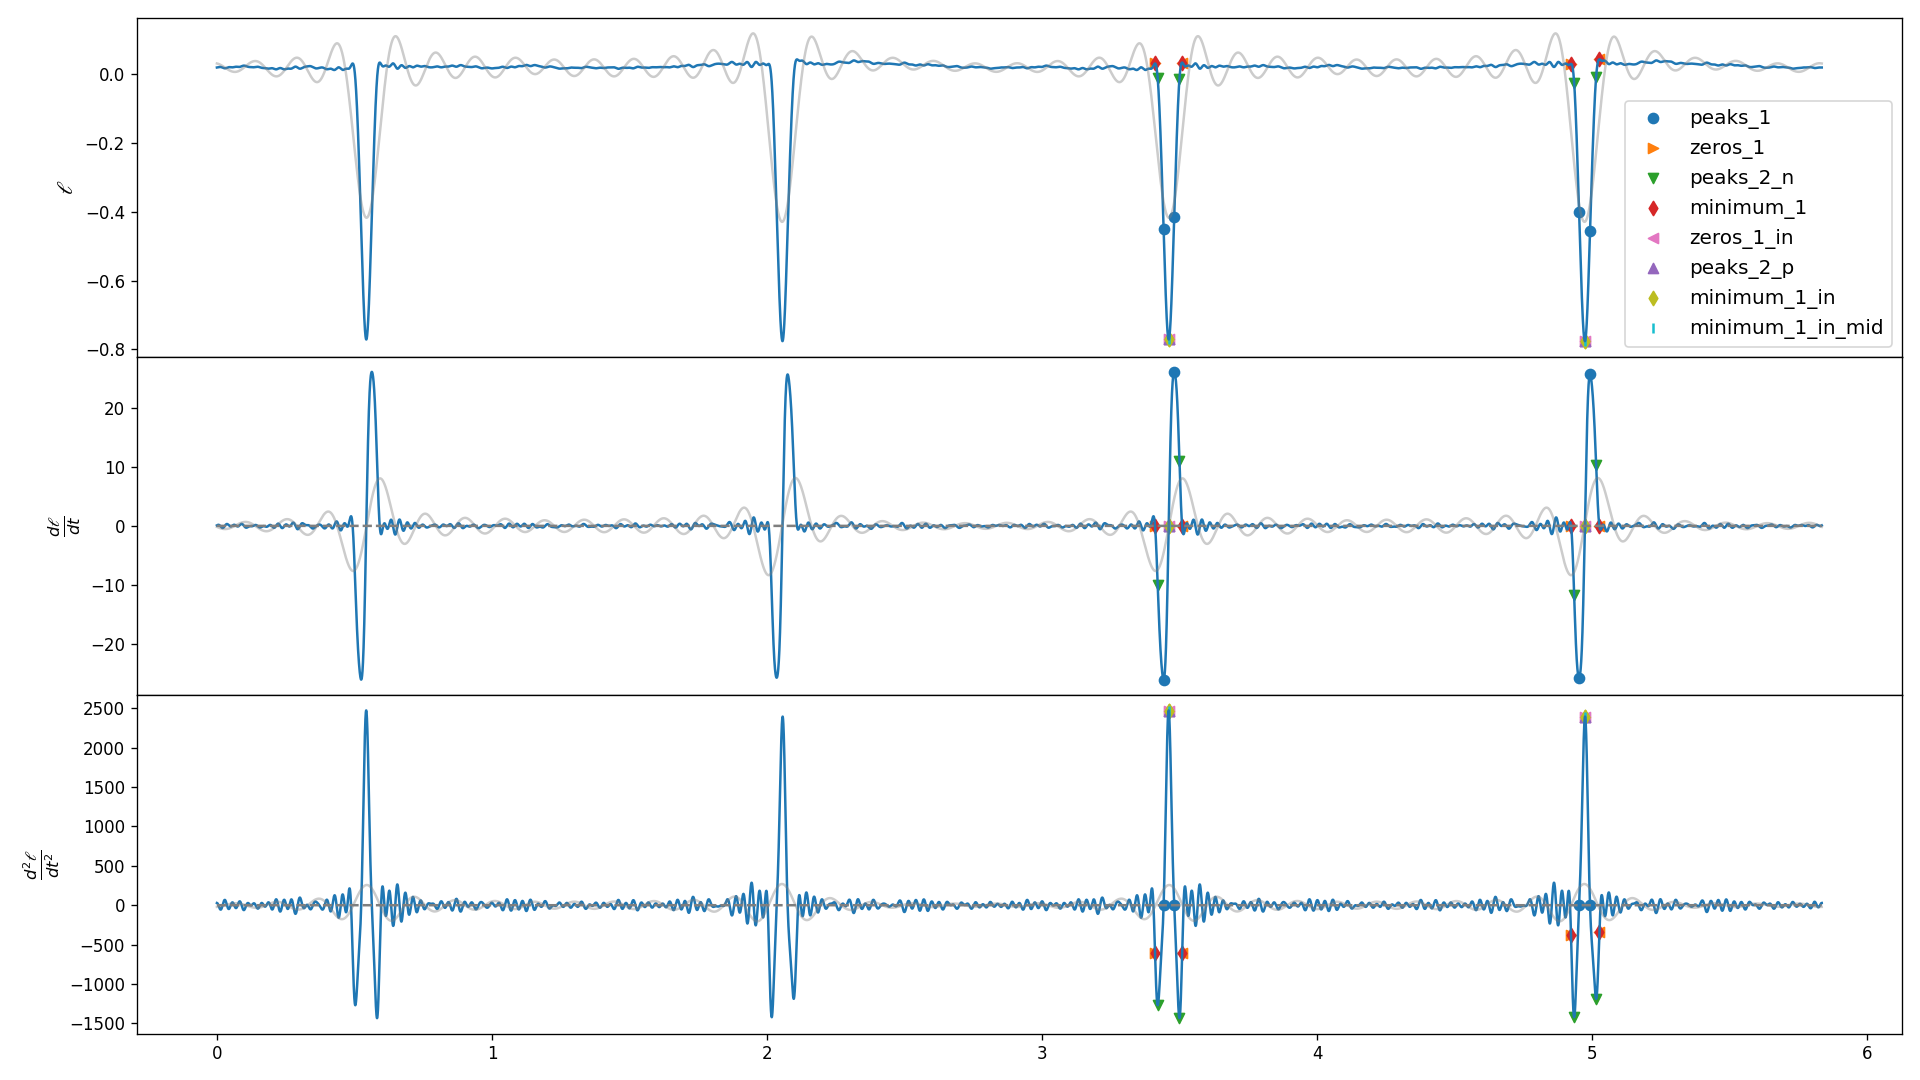 0.0
−0.2
−0.4
−0.6
−0.8
ℓ
peaks_1
zeros_1
peaks_2_n
minimum_1
zeros_1_in
peaks_2_p
minimum_1_in
minimum_1_in_mid
20
10
0
−10
−20
dℓ
dt
2500
2000
1500
1000
500
0
−500
−1000
−1500
d²ℓ
dt²
0 1 2 3 4 5 6